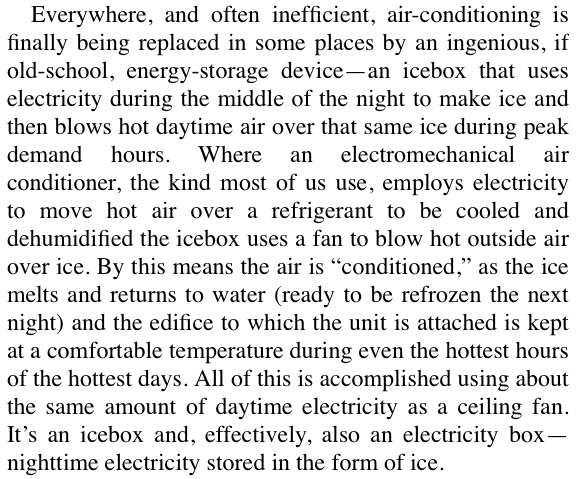 Everywhere, and often inefficient, air-conditioning is
finally being replaced in some places by an ingenious, if
old-school, energy-storage device—an icebox that uses
electricity during the middle of the night to make ice and
then blows hot daytime air over that same ice during peak
demand hours. Where an electromechanical air
conditioner, the kind most of us use, employs electricity
to move hot air over a refrigerant to be cooled and
dehumidified the icebox uses a fan to blow hot outside air
over ice. By this means the air is “conditioned,” as the ice
melts and returns to water (ready to be refrozen the next
night) and the edifice to which the unit is attached is kept
at a comfortable temperature during even the hottest hours
of the hottest days. All of this is accomplished using about
the same amount of daytime electricity as a ceiling fan.
It’s an icebox and, effectively, also an electricity box—
nighttime electricity stored in the form of ice.